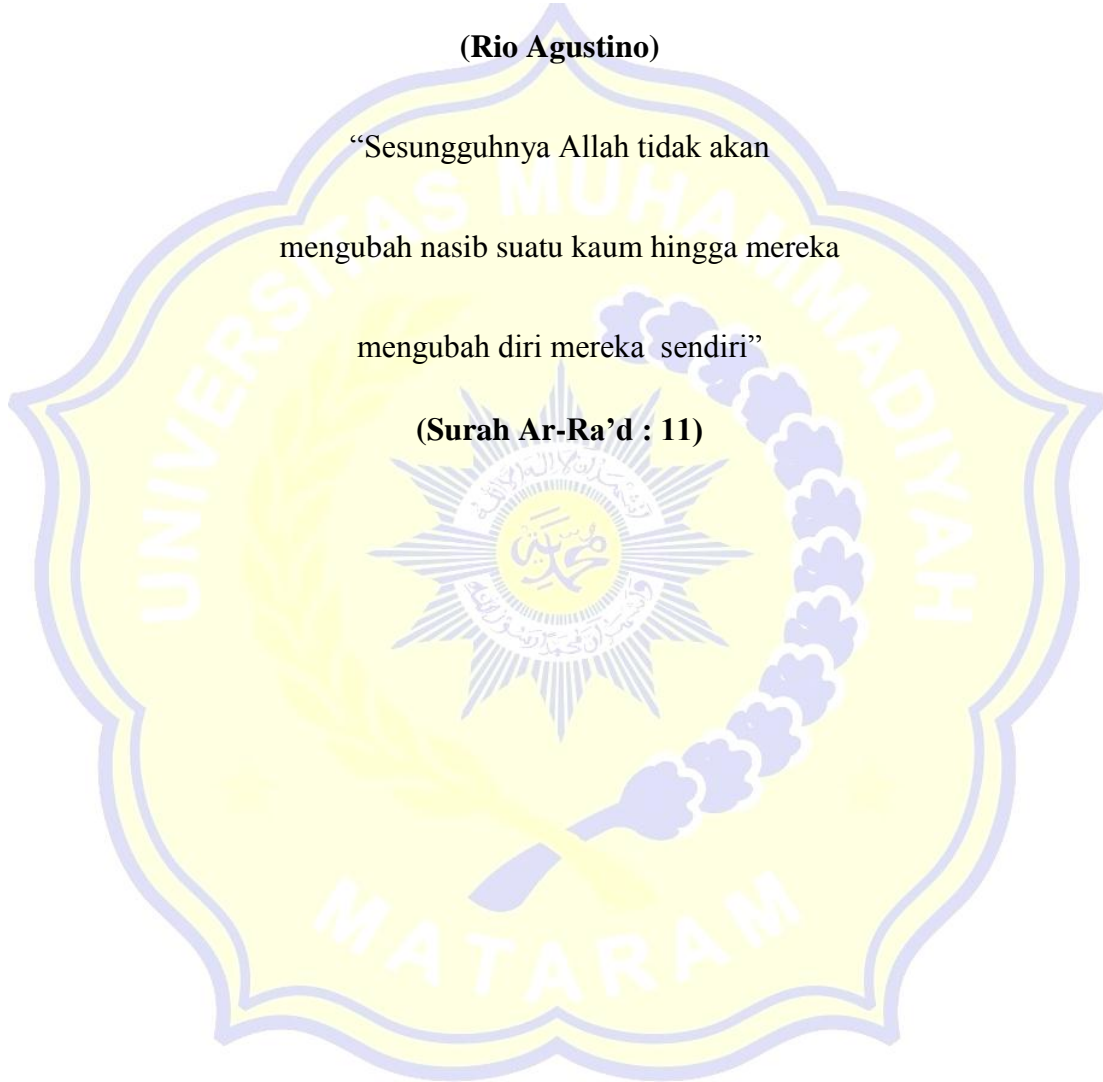 (Rio Agustino)
“Sesungguhnya Allah tidak akan
mengubah nasib suatu kaum hingga mereka
mengubah diri mereka  sendiri”
(Surah Ar-Ra’d : 11)
UNIVERSITAS MUHAMMADIYAH
MATARAM